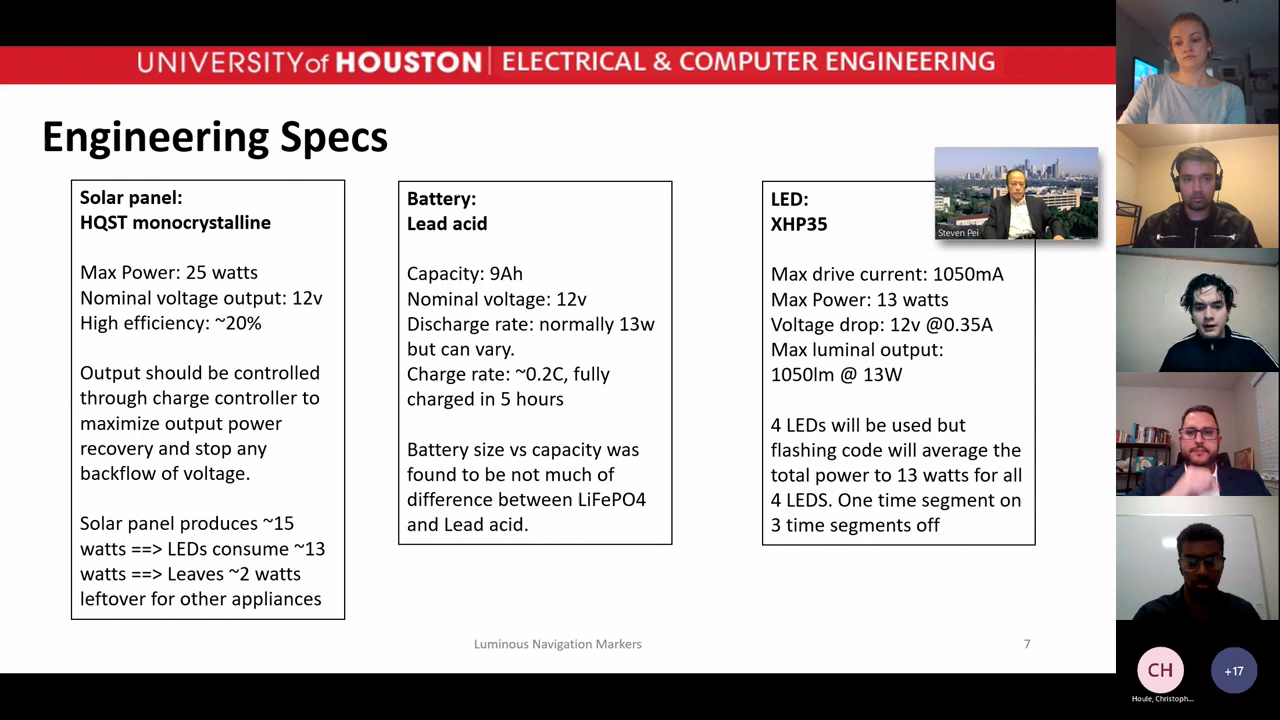 UNIVERSITY of HOUSTON | ELECTRICAL & COMPUTER ENGINEERING
Engineering Specs
Solar panel:
HQST monocrystalline
Max Power: 25 watts
Nominal voltage output: 12v
High efficiency: ~20%
Output should be controlled
through charge controller to
maximize output power
recovery and stop any
backflow of voltage.
Solar panel produces ~15
watts ==> LEDs consume ~13
watts ==> Leaves ~2 watts
leftover for other appliances
Battery:
Lead acid
Capacity: 9Ah
Nominal voltage: 12v
Discharge rate: normally 13w
but can vary.
Charge rate: ~0.2C, fully
charged in 5 hours
Battery size vs capacity was
found to be not much of
difference between LiFePO4
and Lead acid.
LED:
XHP35
Max drive current: 1050mA
Max Power: 13 watts
Voltage drop: 12v @0.35A
Max luminal output:
1050lm @ 13W
4 LEDs will be used but
flashing code will average the
total power to 13 watts for all
4 LEDS. One time segment on
3 time segments off
Steven Pei
Luminous Navigation Markers
7
CH
+17
Houle, Christoph...